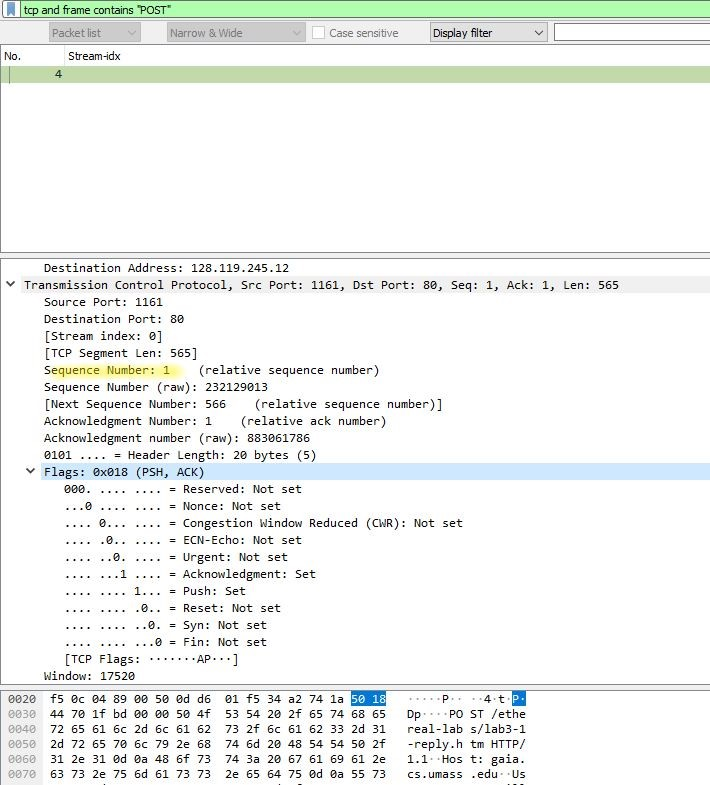 tcp and frame contains "POST"
Packet list Narrow & Wide Case sensitive Display filter
No. Stream-idx
4
Destination Address: 128.119.245.12
Transmission Control Protocol, Src Port: 1161, Dst Port: 80, Seq: 1, Ack: 1, Len: 565
Source Port: 1161
Destination Port: 80
[Stream index: 0]
[TCP Segment Len: 565]
Sequence Number: 1 (relative sequence number)
Sequence Number (raw): 232129013
[Next Sequence Number: 566 (relative sequence number)]
Acknowledgment Number: 1 (relative ack number)
Acknowledgment number (raw): 883061786
0101 .... = Header Length: 20 bytes (5)
Flags: 0x018 (PSH, ACK)
000. .... .... = Reserved: Not set
...0 .... .... = Nonce: Not set
.... 0... .... = Congestion Window Reduced (CWR): Not set
.... .0.. .... = ECN-Echo: Not set
.... ..0. .... = Urgent: Not set
.... ...1 .... = Acknowledgment: Set
.... .... 1... = Push: Set
.... .... .0.. = Reset: Not set
.... .... ..0. = Syn: Not set
.... .... ...0 = Fin: Not set
[TCP Flags: ·······AP···]
Window: 17520
0020 f5 0c 04 89 00 50 0d d6 01 f5 34 a2 74 1a 50 18 ·····P·· ··4·t·P·
0030 44 70 1f bd 00 00 50 4f 53 54 20 2f 65 74 68 65 Dp····PO ST /ethe
0040 72 65 61 6c 2d 6c 61 62 73 2f 6c 61 62 33 2d 31 real-lab s/lab3-1
0050 2d 72 65 70 6c 79 2e 68 74 6d 20 48 54 54 50 2f -reply.h tm HTTP/
0060 31 2e 31 0d 0a 48 6f 73 74 3a 20 67 61 69 61 2e 1.1··Hos t: gaia.
0070 63 73 2e 75 6d 61 73 73 2e 65 64 75 0d 0a 55 73 cs.umass .edu··Us